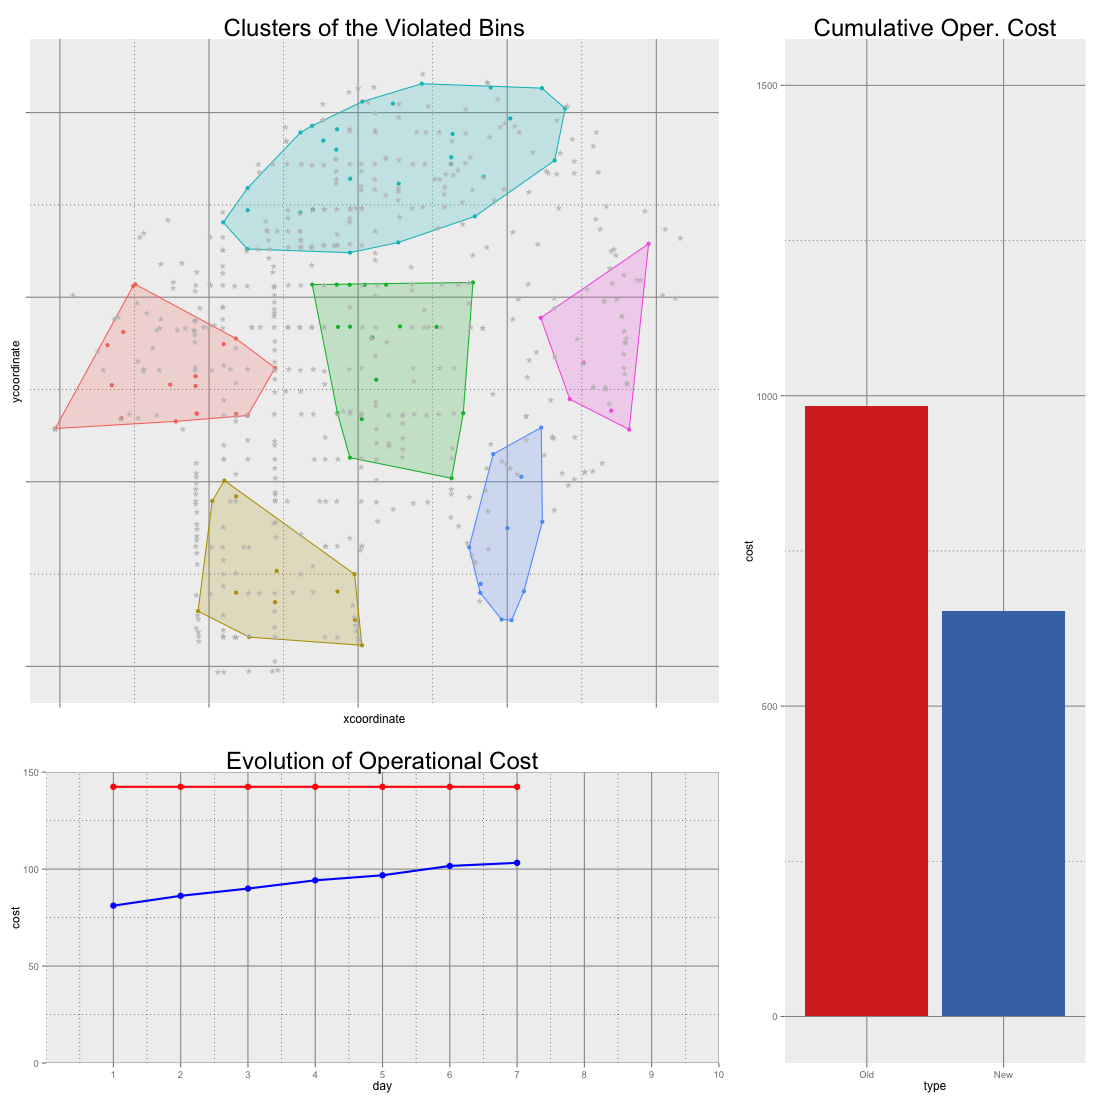 Clusters of the Violated Bins
ycoordinate
xcoordinate
Evolution of Operational Cost
150
100
50
0
cost
1 2 3 4 5 6 7 8 9 10
day
Cumulative Oper. Cost
1500
1000
500
0
cost
Old New
type